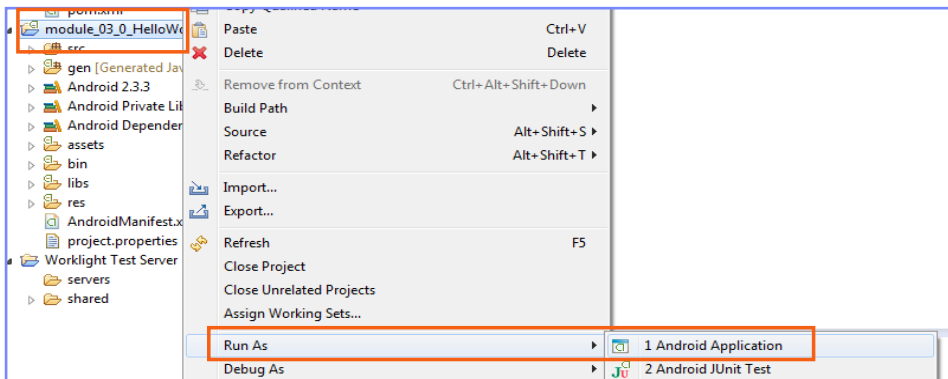 pom.xml
module_03_0_HelloWo
src
gen [Generated Jav
Android 2.3.3
Android Private Lib
Android Depender
assets
bin
libs
res
AndroidManifest.x
project.properties
Worklight Test Server
servers
shared
Copy Qualified Name
Paste Ctrl+V
Delete Delete
Remove from Context Ctrl+Alt+Shift+Down
Build Path
Source Alt+Shift+S
Refactor Alt+Shift+T
Import...
Export...
Refresh F5
Close Project
Close Unrelated Projects
Assign Working Sets...
Run As
Debug As
1 Android Application
2 Android JUnit Test